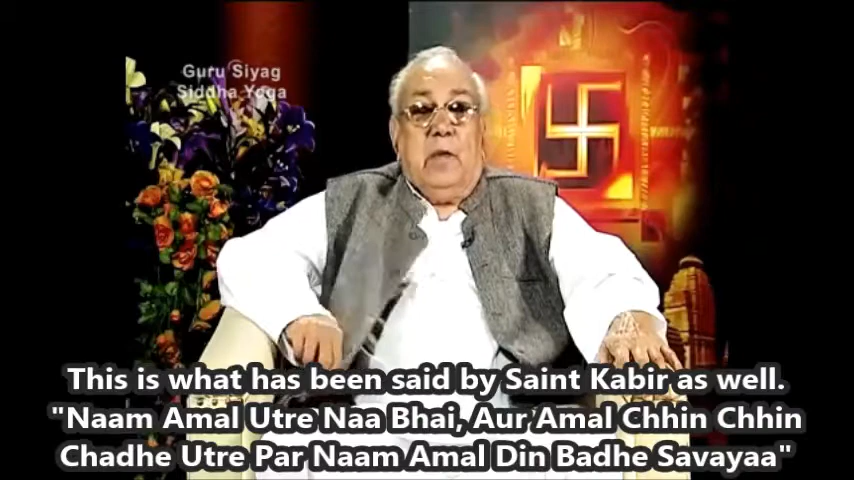 Guru Siyag
Siddha Yoga
This is what has been said by Saint Kabir as well.
"Naam Amal Utre Naa Bhai, Aur Amal Chhin Chhin
Chadhe Utre Par Naam Amal Din Badhe Savayaa"